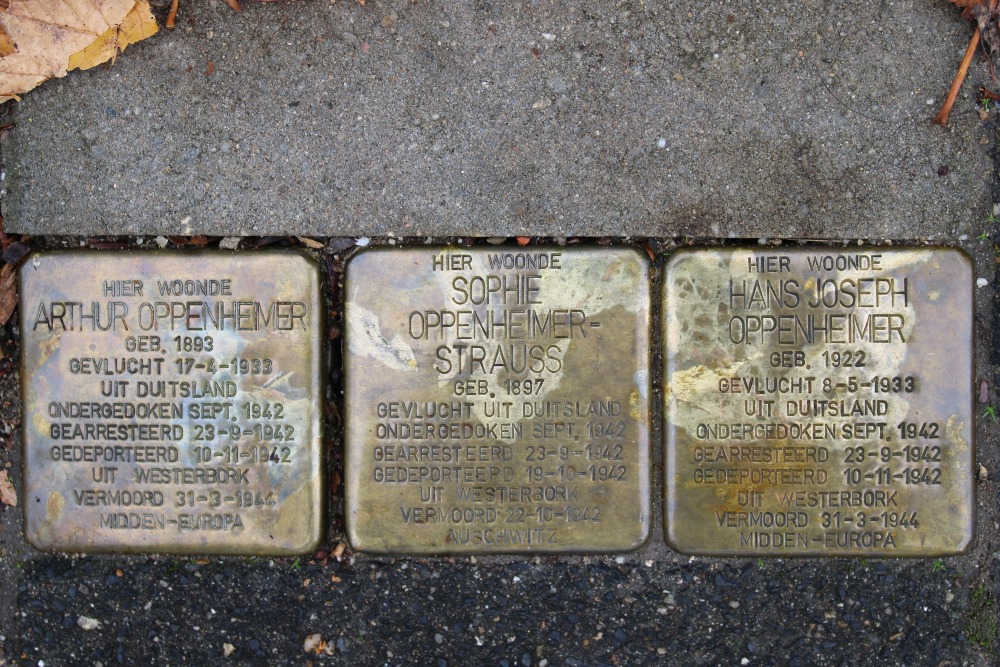 HIER WOONDE
ARTHUR OPPENHEIMER
GEB. 1893
GEVLUCHT 17-4-1933
UIT DUITSLAND
ONDERGEDOKEN SEPT. 1942
GEARRESTEERD 23-9-1942
GEDEPORTEERD 10-11-1942
UIT WESTERBORK
VERMOORD 31-3-1944
MIDDEN-EUROPA
HIER WOONDE
SOPHIE
OPPENHEIMER-
STRAUSS
GEB. 1897
GEVLUCHT UIT DUITSLAND
ONDERGEDOKEN SEPT. 1942
GEARRESTEERD 23-9-1942
GEDEPORTEERD 19-10-1942
UIT WESTERBORK
VERMOORD 22-10-1942
AUSCHWITZ
HIER WOONDE
HANS JOSEPH
OPPENHEIMER
GEB. 1922
GEVLUCHT 8-5-1933
UIT DUITSLAND
ONDERGEDOKEN SEPT. 1942
GEARRESTEERD 23-9-1942
GEDEPORTEERD 10-11-1942
UIT WESTERBORK
VERMOORD 31-3-1944
MIDDEN-EUROPA